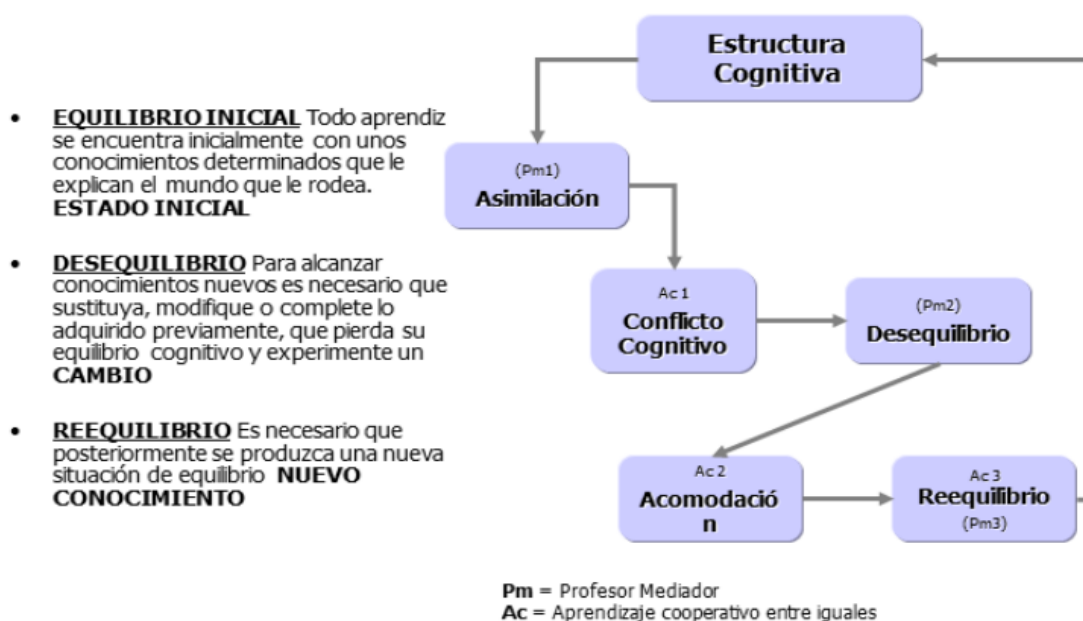 • EQUILIBRIO INICIAL Todo aprendiz
se encuentra inicialmente con unos
conocimientos determinados que le
explican el mundo que le rodea.
ESTADO INICIAL
• DESEQUILIBRIO Para alcanzar
conocimientos nuevos es necesario que
sustituya, modifique o complete lo
adquirido previamente, que pierda su
equilibrio cognitivo y experimente un
CAMBIO
• REEQUILIBRIO Es necesario que
posteriormente se produzca una nueva
situación de equilibrio NUEVO
CONOCIMIENTO
Estructura
Cognitiva
(Pm1)
Asimilación
Ac 1
Conflicto
Cognitivo
(Pm2)
Desequilibrio
Ac 2
Acomodació
n
Ac 3
Reequilibrio
(Pm3)
Pm = Profesor Mediador
Ac = Aprendizaje cooperativo entre iguales